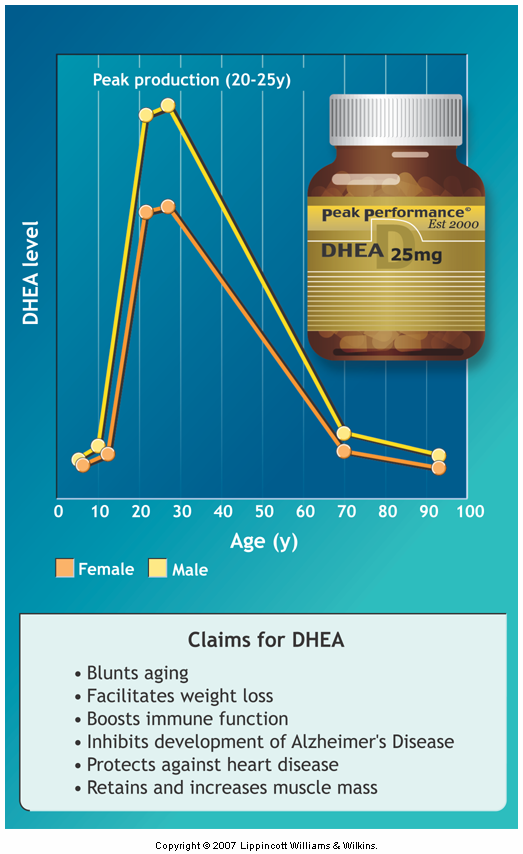 Peak production (20-25y)
peak performance©
Est 2000
D
DHEA 25mg
DHEA level
0 10 20 30 40 50 60 70 80 90 100
Age (y)
Female Male
Claims for DHEA
• Blunts aging
• Facilitates weight loss
• Boosts immune function
• Inhibits development of Alzheimer's Disease
• Protects against heart disease
• Retains and increases muscle mass
Copyright © 2007 Lippincott Williams & Wilkins.